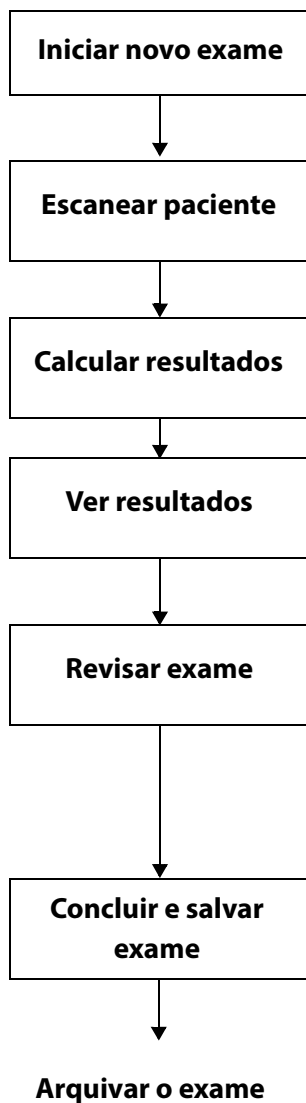 Iniciar novo exame
Escanear paciente
Calcular resultados
Ver resultados
Revisar exame
Concluir e salvar
exame
Arquivar o exame